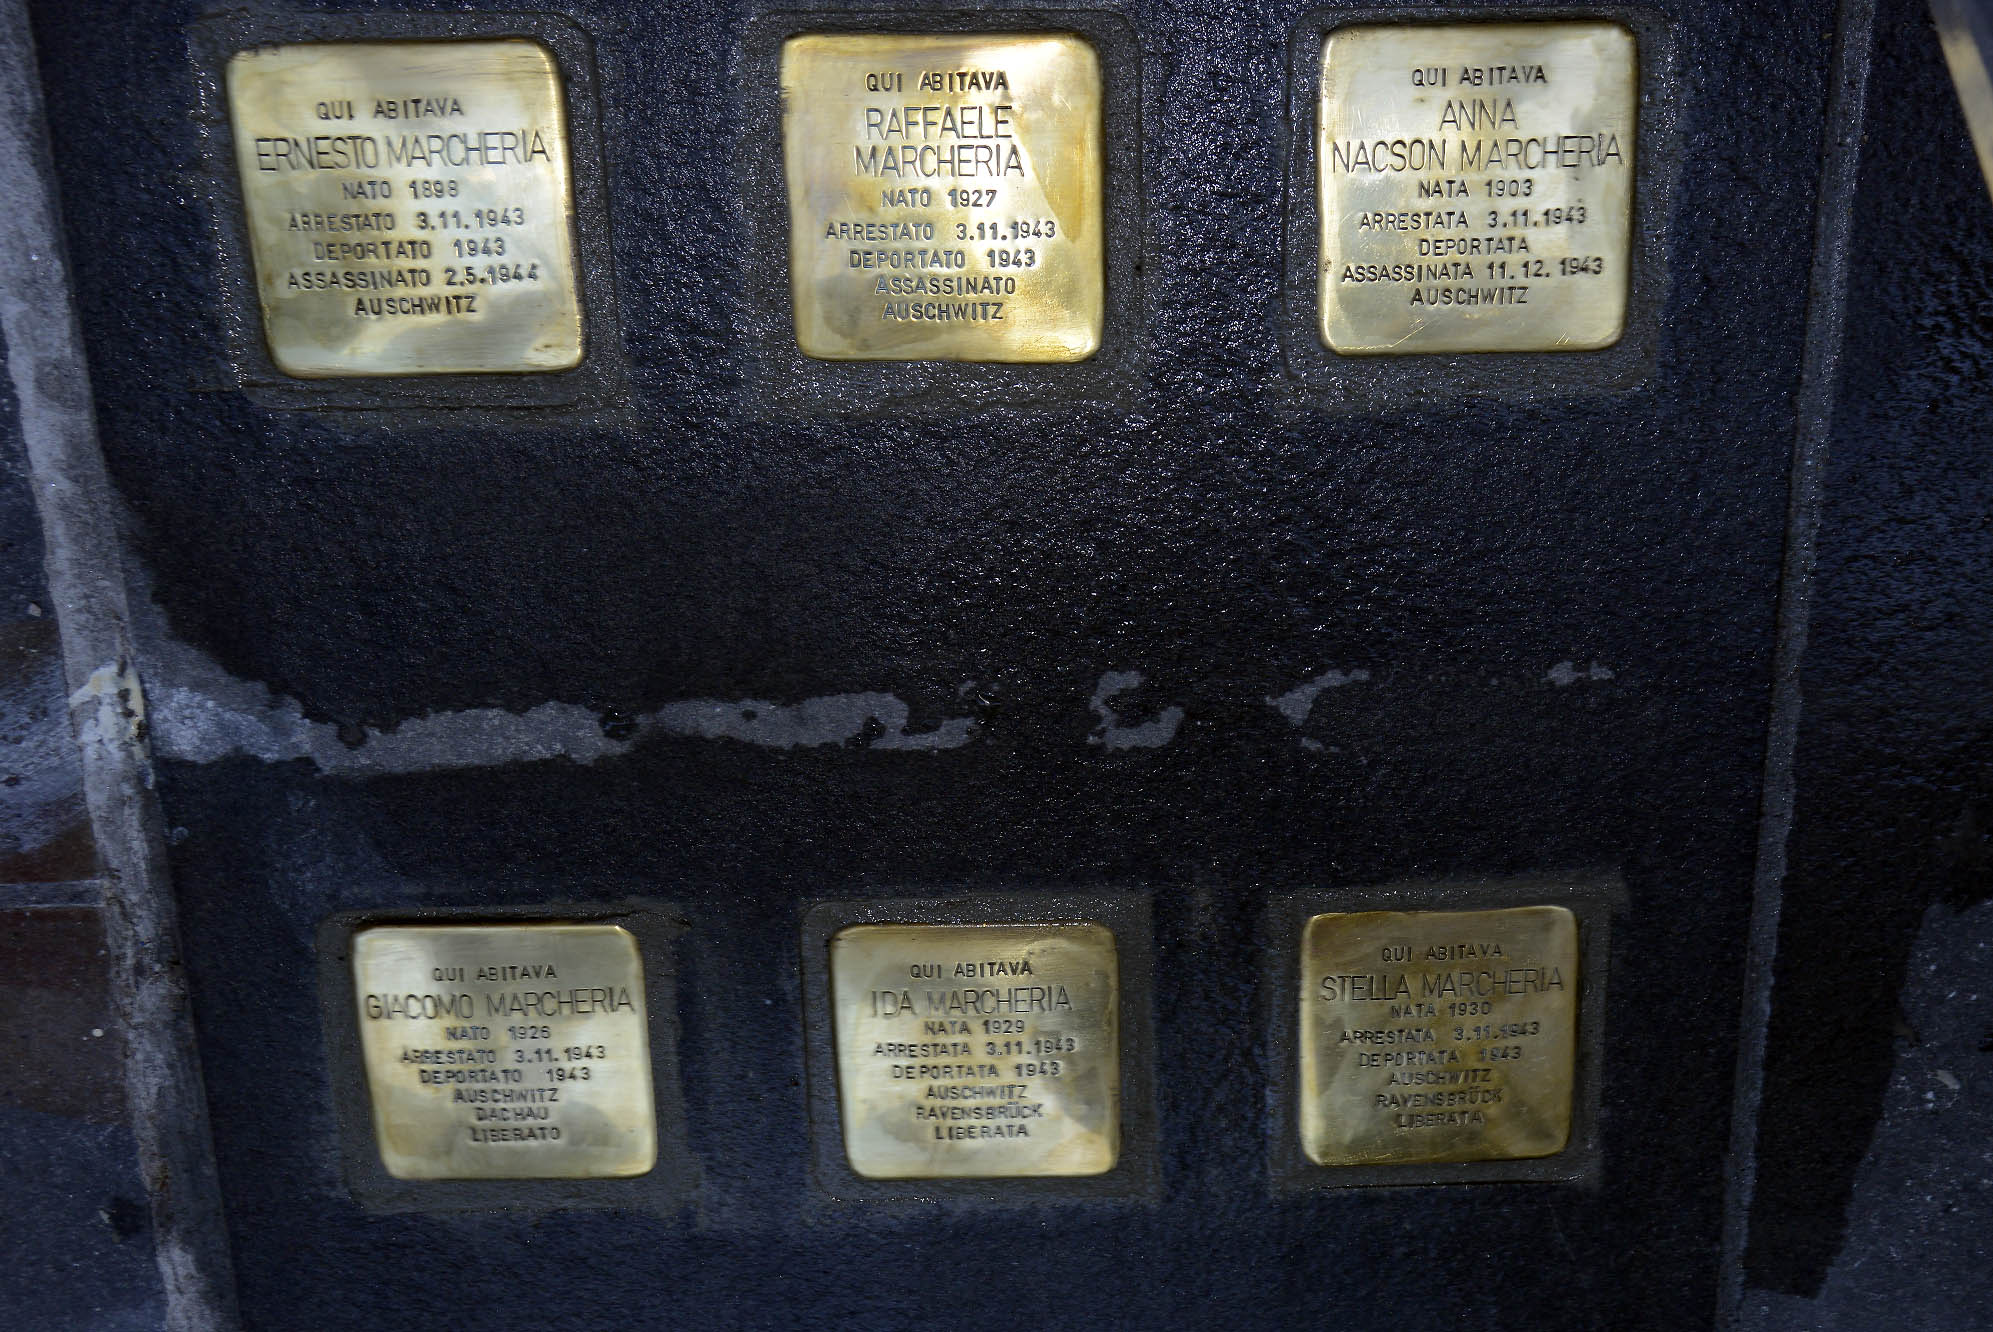 QUI ABITAVA
ERNESTO MARCHERIA
NATO 1898
ARRESTATO 3.11.1943
DEPORTATO 1943
ASSASSINATO 2.5.1944
AUSCHWITZ
QUI ABITAVA
RAFFAELE
MARCHERIA
NATO 1927
ARRESTATO 3.11.1943
DEPORTATO 1943
ASSASSINATO
AUSCHWITZ
QUI ABITAVA
ANNA
NACSON MARCHERIA
NATA 1903
ARRESTATA 3.11.1943
DEPORTATA
ASSASSINATA 11.12.1943
AUSCHWITZ
QUI ABITAVA
GIACOMO MARCHERIA
NATO 1926
ARRESTATO 3.11.1943
DEPORTATO 1943
AUSCHWITZ
DACHAU
LIBERATO
QUI ABITAVA
IDA MARCHERIA
NATA 1929
ARRESTATA 3.11.1943
DEPORTATA 1943
AUSCHWITZ
RAVENSBRÜCK
LIBERATA
QUI ABITAVA
STELLA MARCHERIA
NATA 1930
ARRESTATA 3.11.1943
DEPORTATA 1943
AUSCHWITZ
RAVENSBRÜCK
LIBERATA